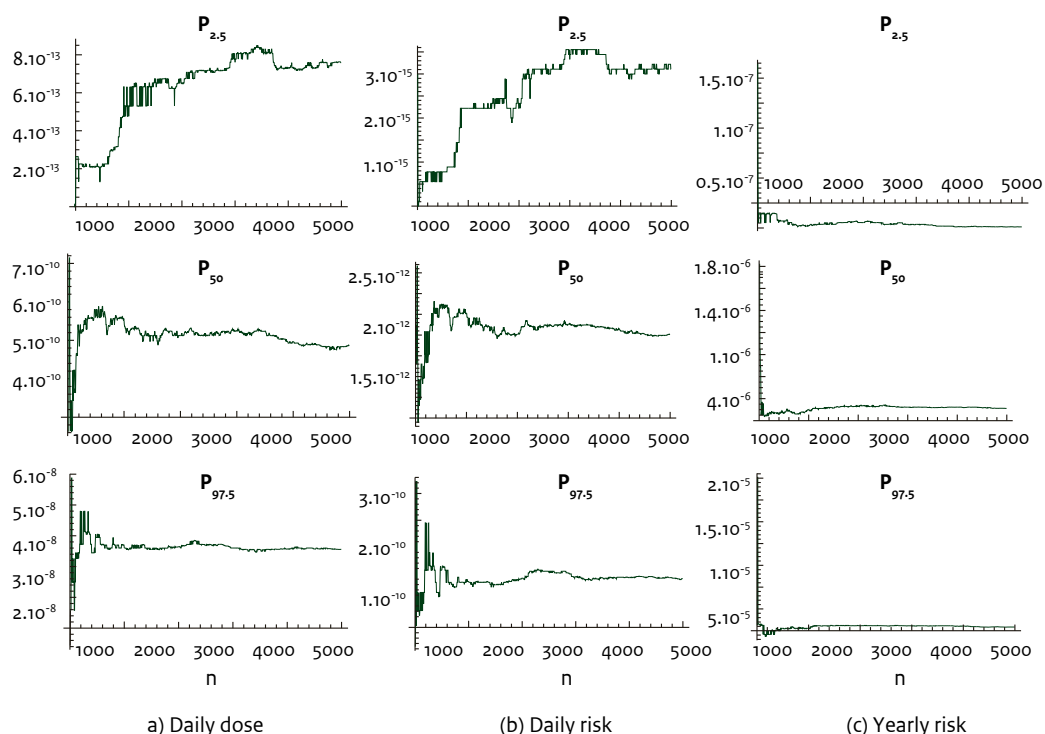 P2.5
8.10-13
6.10-13
4.10-13
2.10-13
1000 2000 3000 4000 5000
P2.5
3.10-15
2.10-15
1.10-15
1000 2000 3000 4000 5000
P2.5
1.5.10-7
1.10-7
0.5.10-7
1000 2000 3000 4000 5000
P50
7.10-10
6.10-10
5.10-10
4.10-10
1000 2000 3000 4000 5000
P50
2.5.10-12
2.10-12
1.5.10-12
1000 2000 3000 4000 5000
P50
1.8.10-6
1.4.10-6
1.10-6
4.10-6
1000 2000 3000 4000 5000
P97.5
6.10-8
5.10-8
4.10-8
3.10-8
2.10-8
1000 2000 3000 4000 5000
n
P97.5
3.10-10
2.10-10
1.10-10
1000 2000 3000 4000 5000
n
P97.5
2.10-5
1.5.10-5
1.10-5
5.10-5
1000 2000 3000 4000 5000
n
a) Daily dose
(b) Daily risk
(c) Yearly risk